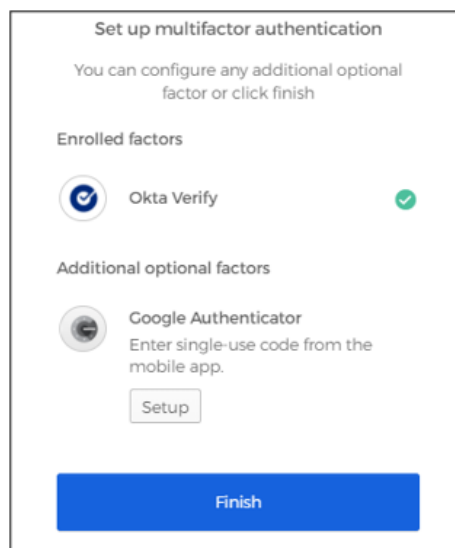 Set up multifactor authentication
You can configure any additional optional
factor or click finish
Enrolled factors
Okta Verify
Additional optional factors
Google Authenticator
Enter single-use code from the
mobile app.
Setup
Finish